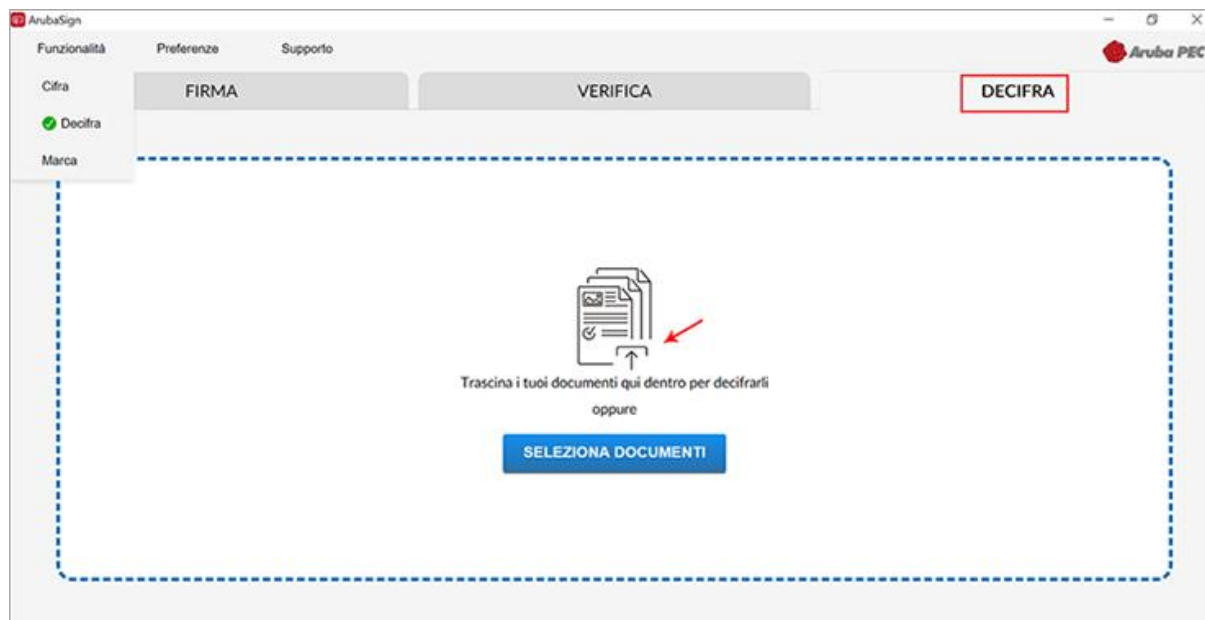 ArubaSign
Funzionalità Preferenze Supporto
Aruba PEC
Cifra
Decifra
Marca
FIRMA VERIFICA DECIFRA
Trascina i tuoi documenti qui dentro per decifrarli
oppure
SELEZIONA DOCUMENTI